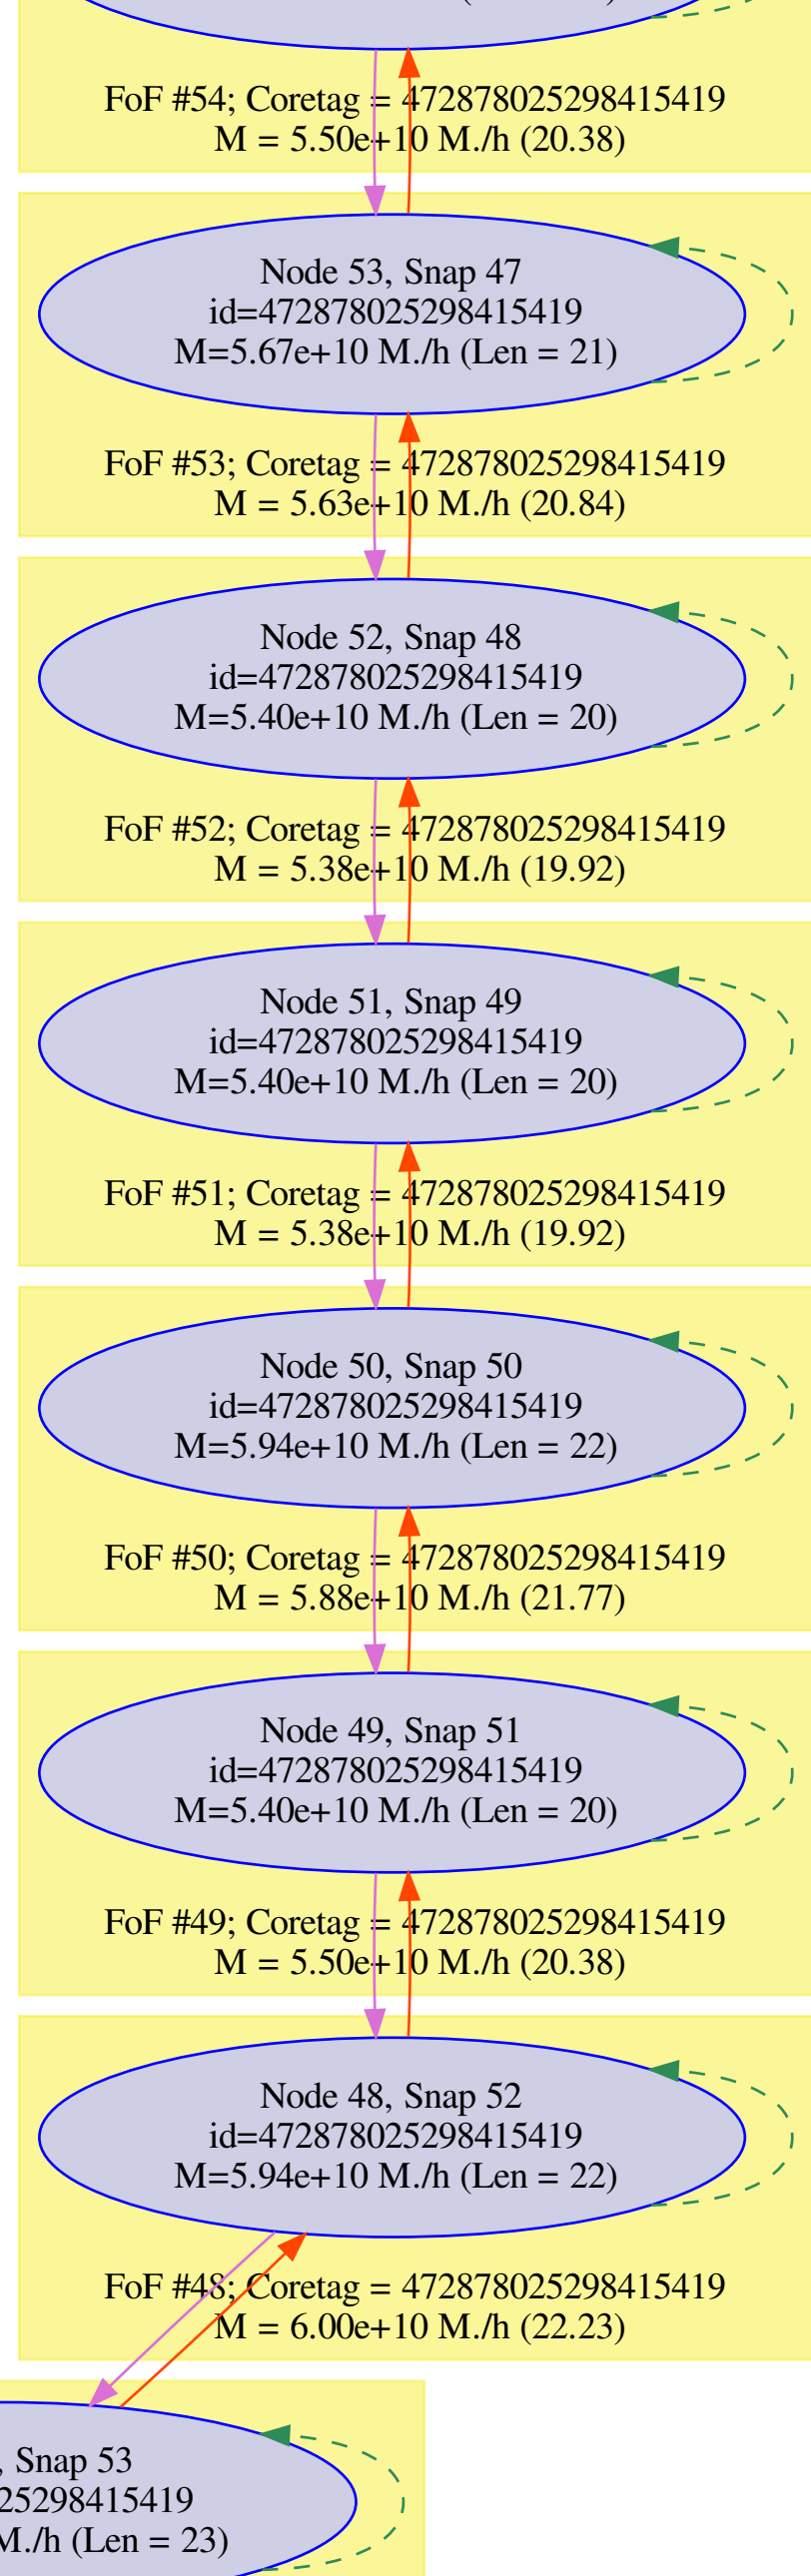 FoF #54; Coretag = 472878025298415419
M = 5.50e+10 M./h (20.38)
Node 53, Snap 47
id=472878025298415419
M=5.67e+10 M./h (Len = 21)
FoF #53; Coretag = 472878025298415419
M = 5.63e+10 M./h (20.84)
Node 52, Snap 48
id=472878025298415419
M=5.40e+10 M./h (Len = 20)
FoF #52; Coretag = 472878025298415419
M = 5.38e+10 M./h (19.92)
Node 51, Snap 49
id=472878025298415419
M=5.40e+10 M./h (Len = 20)
FoF #51; Coretag = 472878025298415419
M = 5.38e+10 M./h (19.92)
Node 50, Snap 50
id=472878025298415419
M=5.94e+10 M./h (Len = 22)
FoF #50; Coretag = 472878025298415419
M = 5.88e+10 M./h (21.77)
Node 49, Snap 51
id=472878025298415419
M=5.40e+10 M./h (Len = 20)
FoF #49; Coretag = 472878025298415419
M = 5.50e+10 M./h (20.38)
Node 48, Snap 52
id=472878025298415419
M=5.94e+10 M./h (Len = 22)
FoF #48; Coretag = 472878025298415419
M = 6.00e+10 M./h (22.23)
, Snap 53
25298415419
M./h (Len = 23)